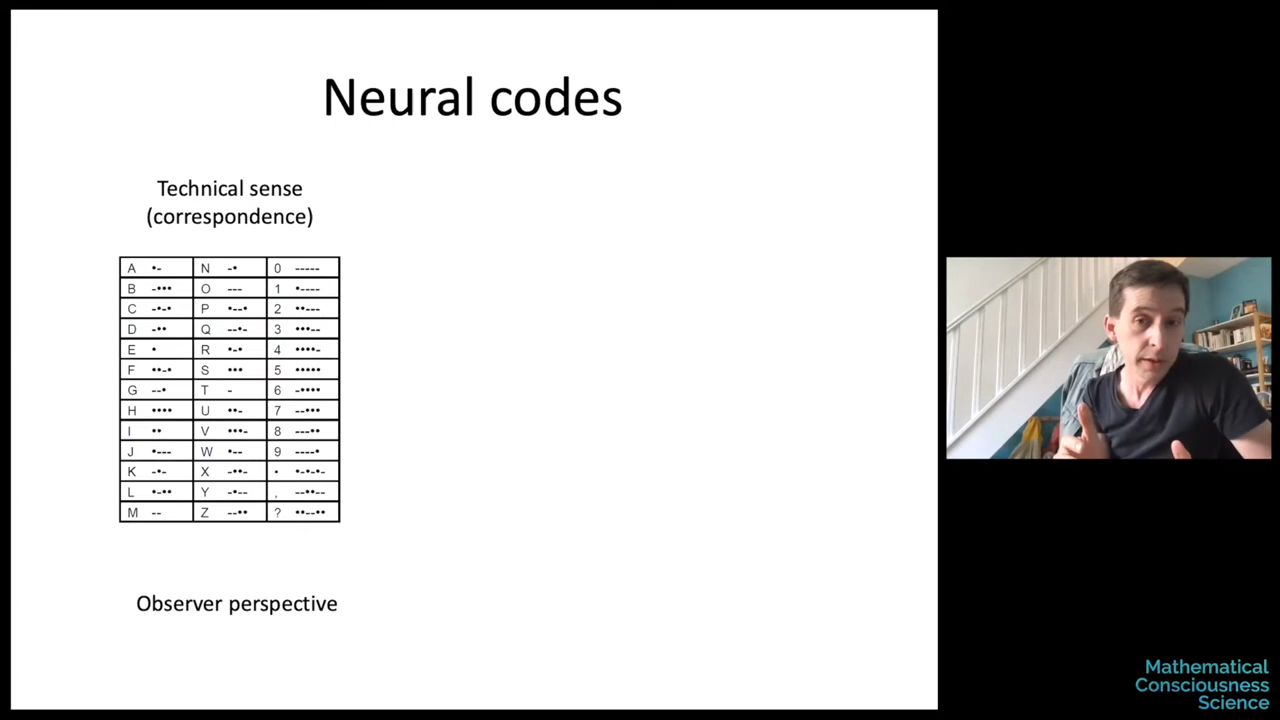 Neural codes
Technical sense
(correspondence)
A •- N -• 0 -----
B -••• O --- 1 •----
C -•-• P •--• 2 ••---
D -•• Q --•- 3 •••--
E • R •-• 4 ••••-
F ••-• S ••• 5 •••••
G --• T - 6 -••••
H •••• U ••- 7 --•••
I •• V •••- 8 ---••
J •--- W •-- 9 ----•
K -•- X -••- • •-•-•-
L •-•• Y -•-- , --••--
M -- Z --•• ? ••--••
Observer perspective
Mathematical
Consciousness
Science